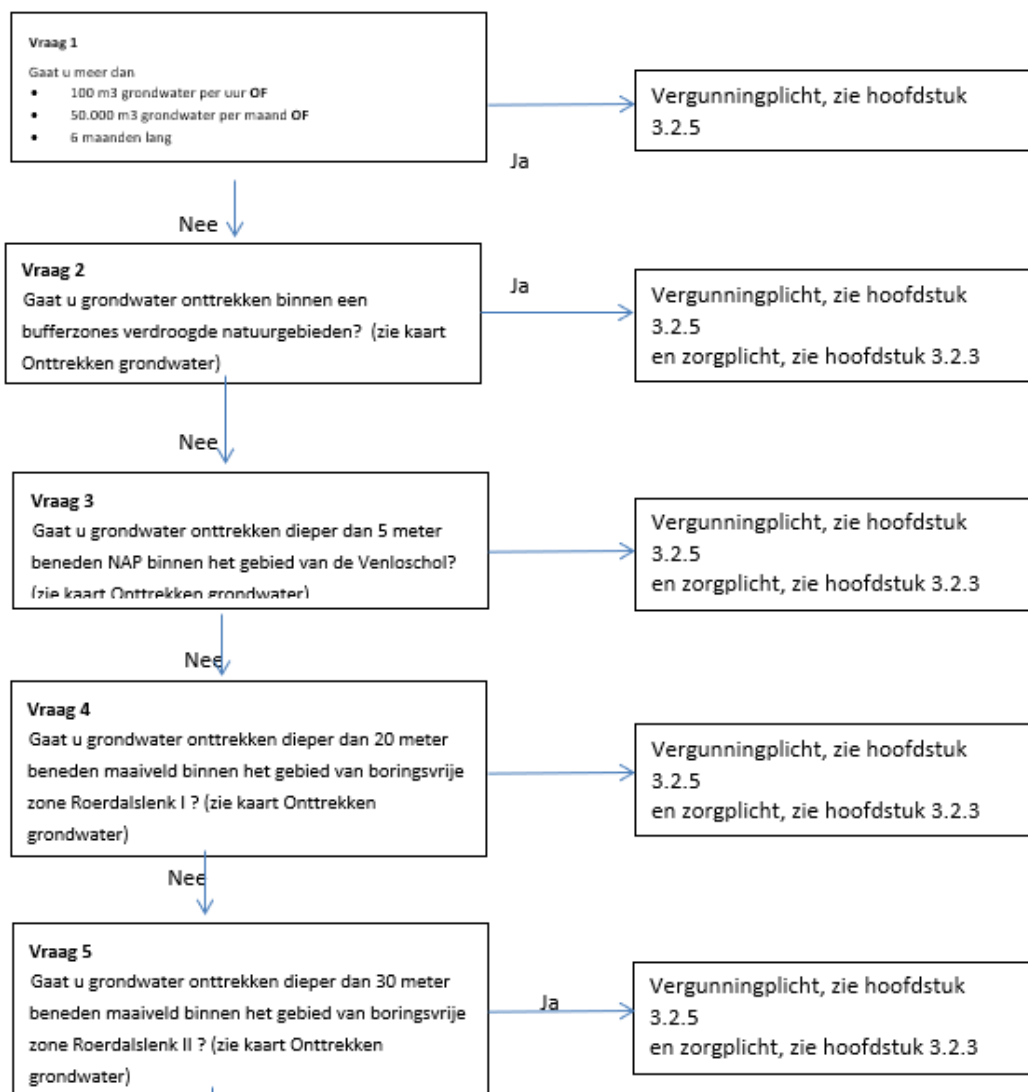 Vraag 1
Gaat u meer dan
• 100 m3 grondwater per uur OF
• 50.000 m3 grondwater per maand OF
• 6 maanden lang
Vergunningplicht, zie hoofdstuk
3.2.5
Ja
Nee
Vraag 2
Gaat u grondwater onttrekken binnen een
bufferzones verdroogde natuurgebieden? (zie kaart
Onttrekken grondwater)
Ja
Vergunningplicht, zie hoofdstuk
3.2.5
en zorgplicht, zie hoofdstuk 3.2.3
Nee
Vraag 3
Gaat u grondwater onttrekken dieper dan 5 meter
beneden NAP binnen het gebied van de Venloschol?
(zie kaart Onttrekken grondwater)
Vergunningplicht, zie hoofdstuk
3.2.5
en zorgplicht, zie hoofdstuk 3.2.3
Nee
Vraag 4
Gaat u grondwater onttrekken dieper dan 20 meter
beneden maaiveld binnen het gebied van boringsvrije
zone Roerdalslenk I ? (zie kaart Onttrekken
grondwater)
Vergunningplicht, zie hoofdstuk
3.2.5
en zorgplicht, zie hoofdstuk 3.2.3
Nee
Vraag 5
Gaat u grondwater onttrekken dieper dan 30 meter
beneden maaiveld binnen het gebied van boringsvrije
zone Roerdalslenk II ? (zie kaart Onttrekken
grondwater)
Ja
Vergunningplicht, zie hoofdstuk
3.2.5
en zorgplicht, zie hoofdstuk 3.2.3